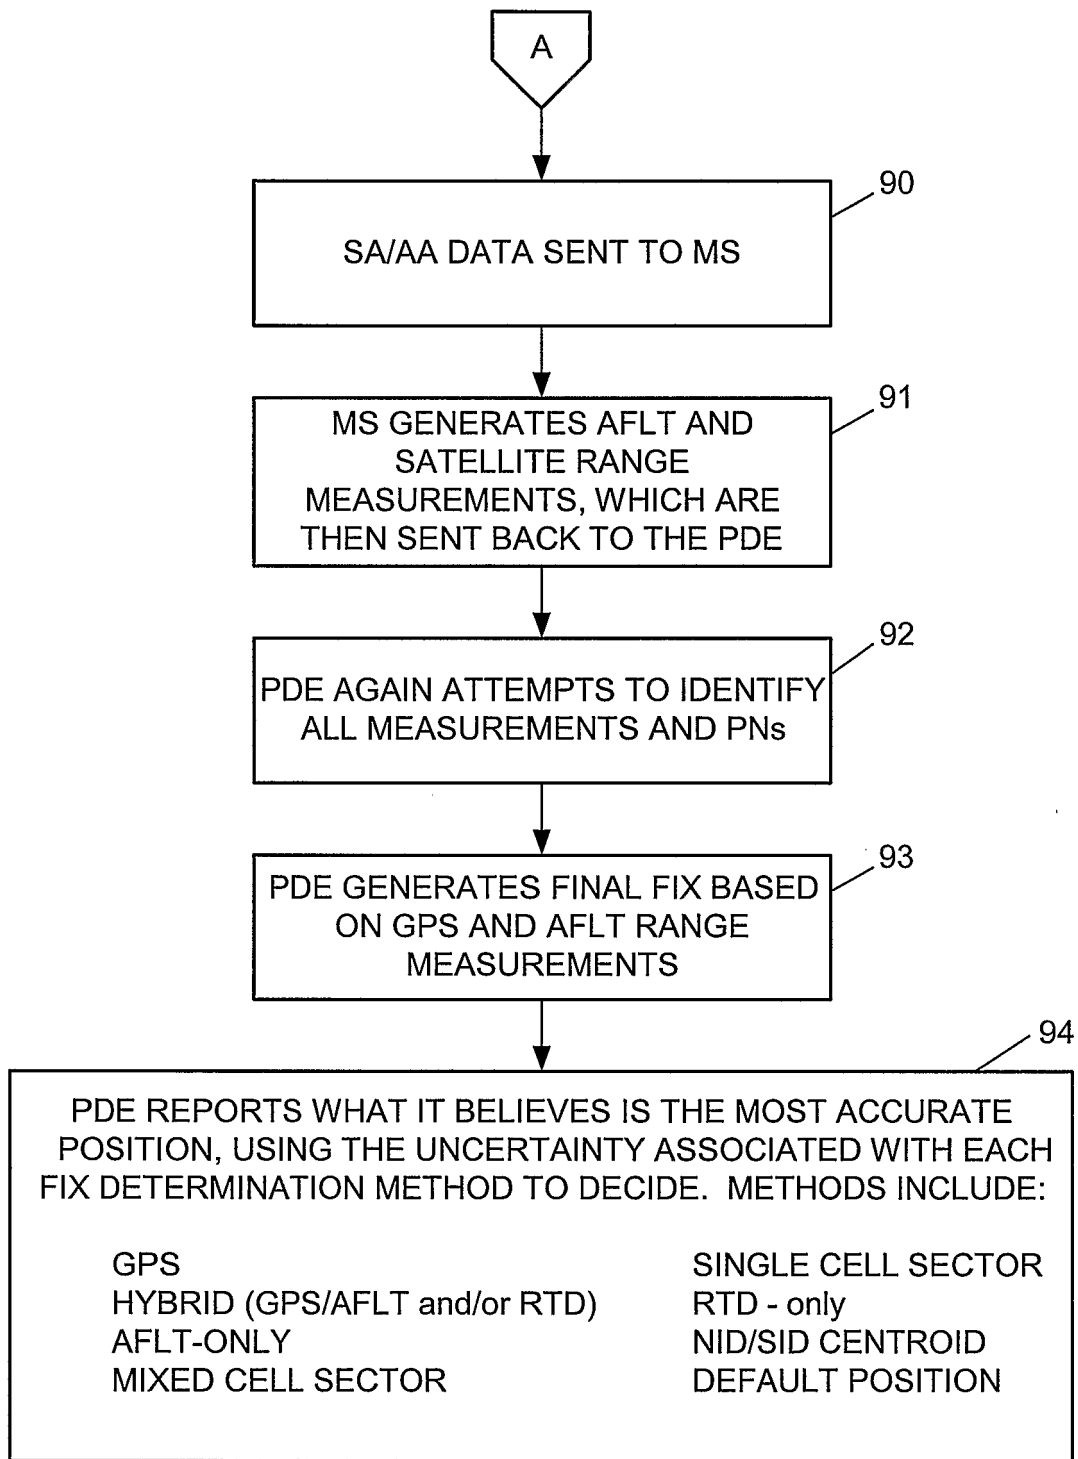 A
90
SA/AA DATA SENT TO MS
91
MS GENERATES AFLT AND
SATELLITE RANGE
MEASUREMENTS, WHICH ARE
THEN SENT BACK TO THE PDE
92
PDE AGAIN ATTEMPTS TO IDENTIFY
ALL MEASUREMENTS AND PNs
93
PDE GENERATES FINAL FIX BASED
ON GPS AND AFLT RANGE
MEASUREMENTS
94
PDE REPORTS WHAT IT BELIEVES IS THE MOST ACCURATE
POSITION, USING THE UNCERTAINTY ASSOCIATED WITH EACH
FIX DETERMINATION METHOD TO DECIDE. METHODS INCLUDE:
GPS
HYBRID (GPS/AFLT and/or RTD)
AFLT-ONLY
MIXED CELL SECTOR
SINGLE CELL SECTOR
RTD - only
NID/SID CENTROID
DEFAULT POSITION